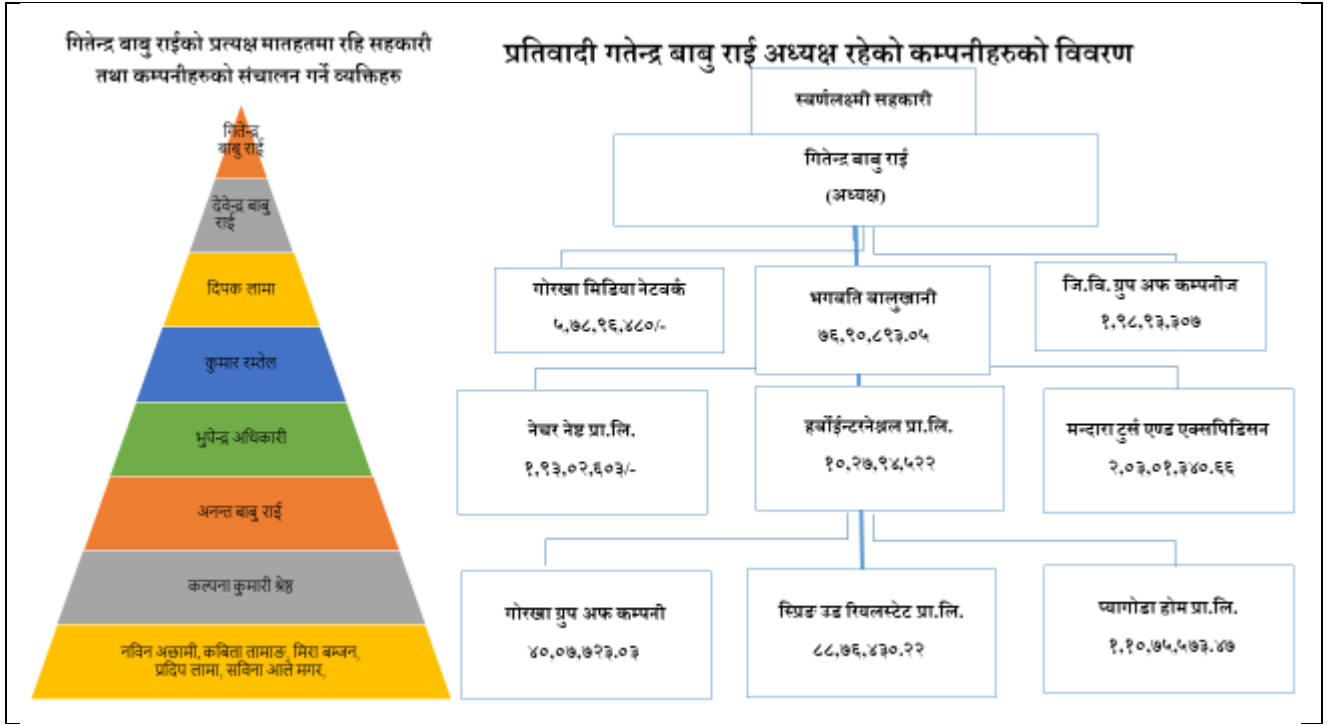 गितेन्द्र बाबु राईको प्रत्यक्ष मातहतमा रहि सहकारी
तथा कम्पनीहरुको संचालन गर्ने व्यक्तिहरु
गितेन्द्र
बाबु राई
देवेन्द्र बाबु
राई
दिपक लामा
कुमार रम्तेल
भुपेन्द्र अधिकारी
अनन्त बाबु राई
कल्पना कुमारी श्रेष्ठ
नविन अछामी, कबिता तामाङ, मिरा बम्जन,
प्रदिप लामा, सविना आले मगर,
प्रतिवादी गतेन्द्र बाबु राई अध्यक्ष रहेको कम्पनीहरुको विवरण
स्वर्णलक्ष्मी सहकारी
गितेन्द्र बाबु राई
(अध्यक्ष)
गोरखा मिडिया नेटवर्क
५,७८,९६,४८०/-
भगबति बालुखानी
७६,९०,८९३.०५
जि.वि. ग्रुप अफ कम्पनीज
१,९८,९३,३०७
नेचर नेष्ट प्रा.लि.
१,९३,०२,६०३/-
हर्बोईन्टरनेश्नल प्रा.लि.
१०,२७,९४,५२२
मन्दारा टुर्स एण्ड एक्सपिडिसन
२,०३,०१,३४०.६६
गोरखा ग्रुप अफ कम्पनी
४०,०७,७२३.०३
स्प्रिङ उड रियलस्टेट प्रा.लि.
८८,७६,४३०.२२
प्यागोडा होम प्रा.लि.
१,१०,७५,५७३.४७